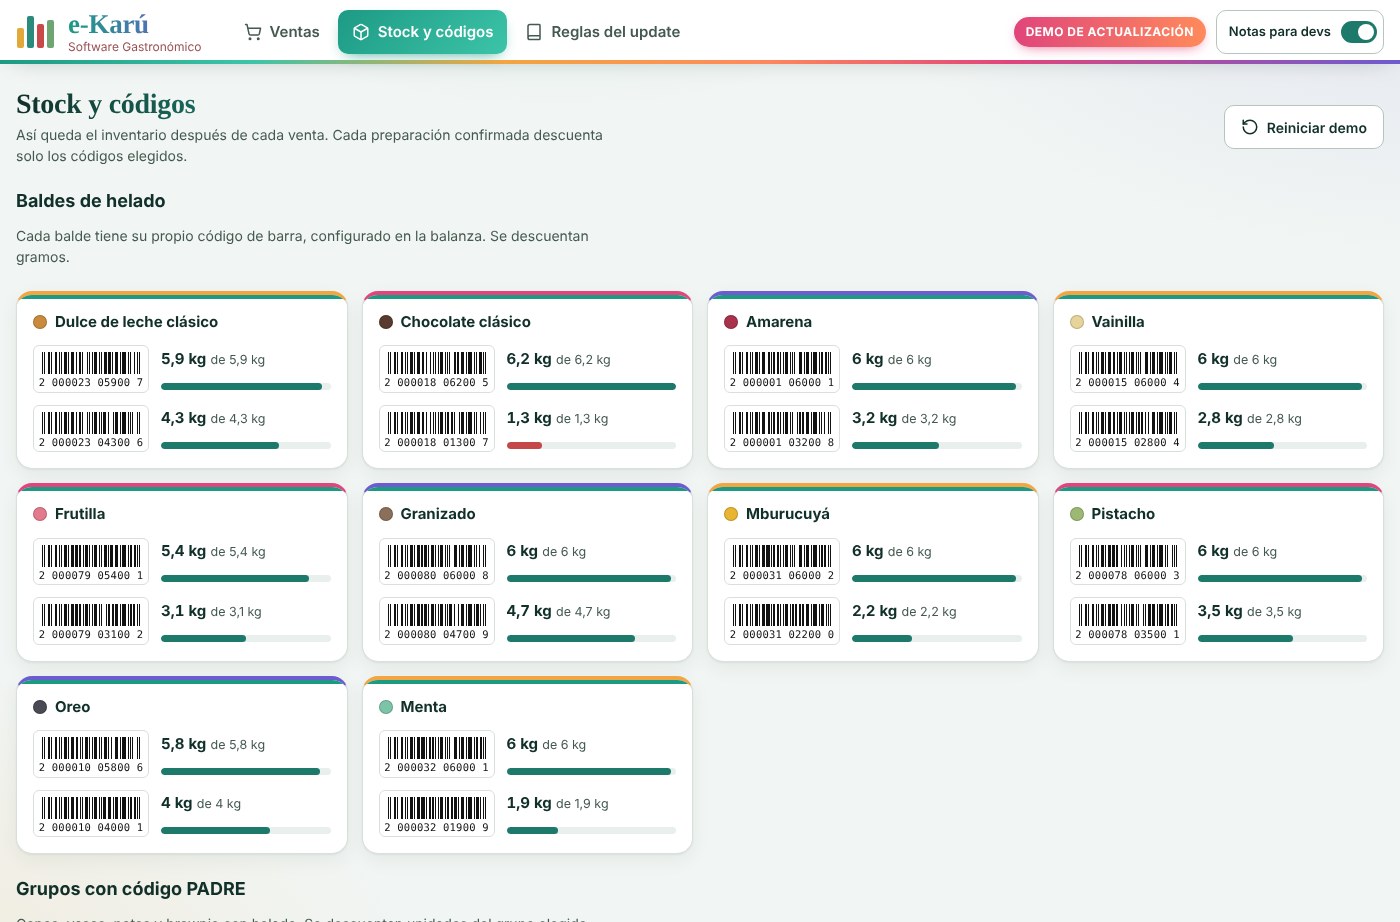 e-Karú
Software Gastronómico
Ventas
Stock y códigos
Reglas del update
DEMO DE ACTUALIZACIÓN
Notas para devs
Stock y códigos
Así queda el inventario después de cada venta. Cada preparación confirmada descuenta
solo los códigos elegidos.
Reiniciar demo
Baldes de helado
Cada balde tiene su propio código de barra, configurado en la balanza. Se descuentan
gramos.
Dulce de leche clásico
2 000023 05900 7
5,9 kg de 5,9 kg
2 000023 04300 6
4,3 kg de 4,3 kg
Chocolate clásico
2 000018 06200 5
6,2 kg de 6,2 kg
2 000018 01300 7
1,3 kg de 1,3 kg
Amarena
2 000001 06000 1
6 kg de 6 kg
2 000001 03200 8
3,2 kg de 3,2 kg
Vainilla
2 000015 06000 4
6 kg de 6 kg
2 000015 02800 4
2,8 kg de 2,8 kg
Frutilla
2 000079 05400 1
5,4 kg de 5,4 kg
2 000079 03100 2
3,1 kg de 3,1 kg
Granizado
2 000080 06000 8
6 kg de 6 kg
2 000080 04700 9
4,7 kg de 4,7 kg
Mburucuyá
2 000031 06000 2
6 kg de 6 kg
2 000031 02200 0
2,2 kg de 2,2 kg
Pistacho
2 000078 06000 3
6 kg de 6 kg
2 000078 03500 1
3,5 kg de 3,5 kg
Oreo
2 000010 05800 6
5,8 kg de 5,8 kg
2 000010 04000 1
4 kg de 4 kg
Menta
2 000032 06000 1
6 kg de 6 kg
2 000032 01900 9
1,9 kg de 1,9 kg
Grupos con código PADRE